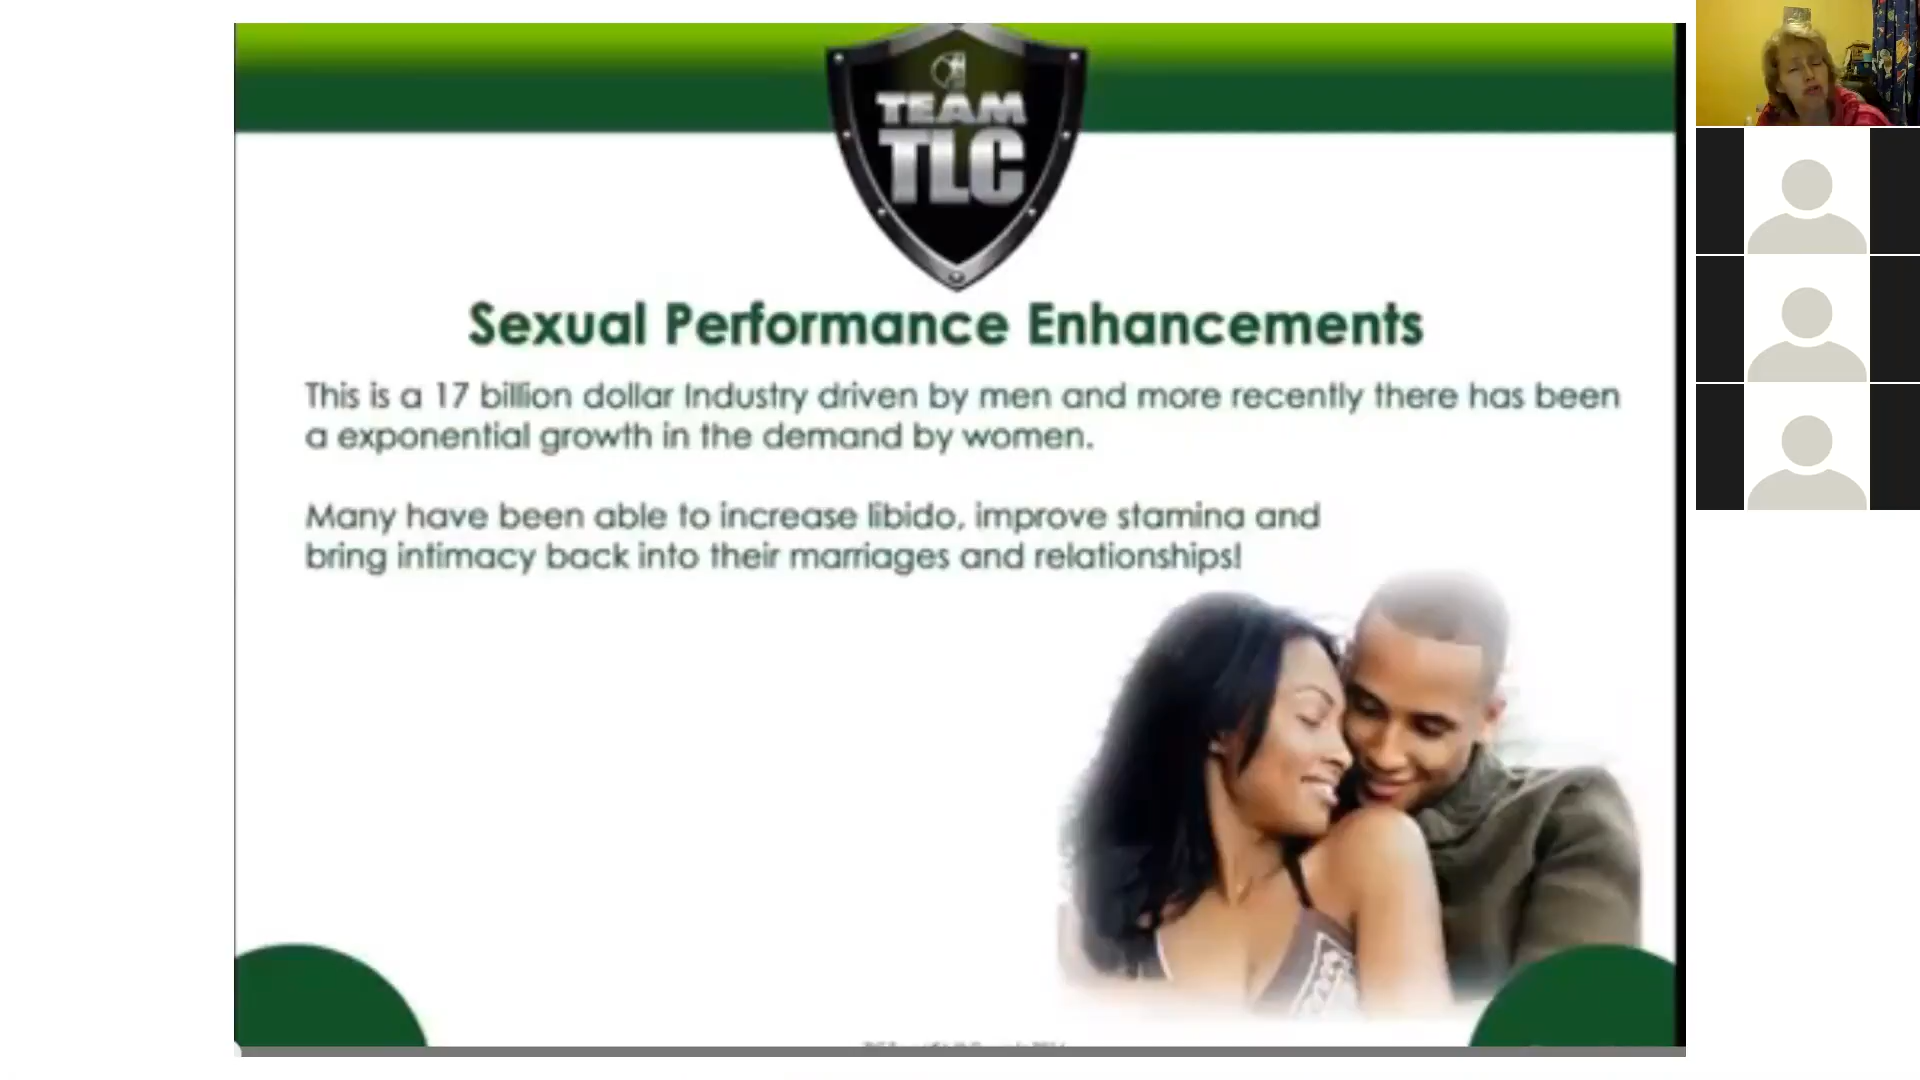 TEAM
TLC
Sexual Performance Enhancements
This is a 17 billion dollar Industry driven by men and more recently there has been
a exponential growth in the demand by women.
Many have been able to increase libido, improve stamina and
bring intimacy back into their marriages and relationships!